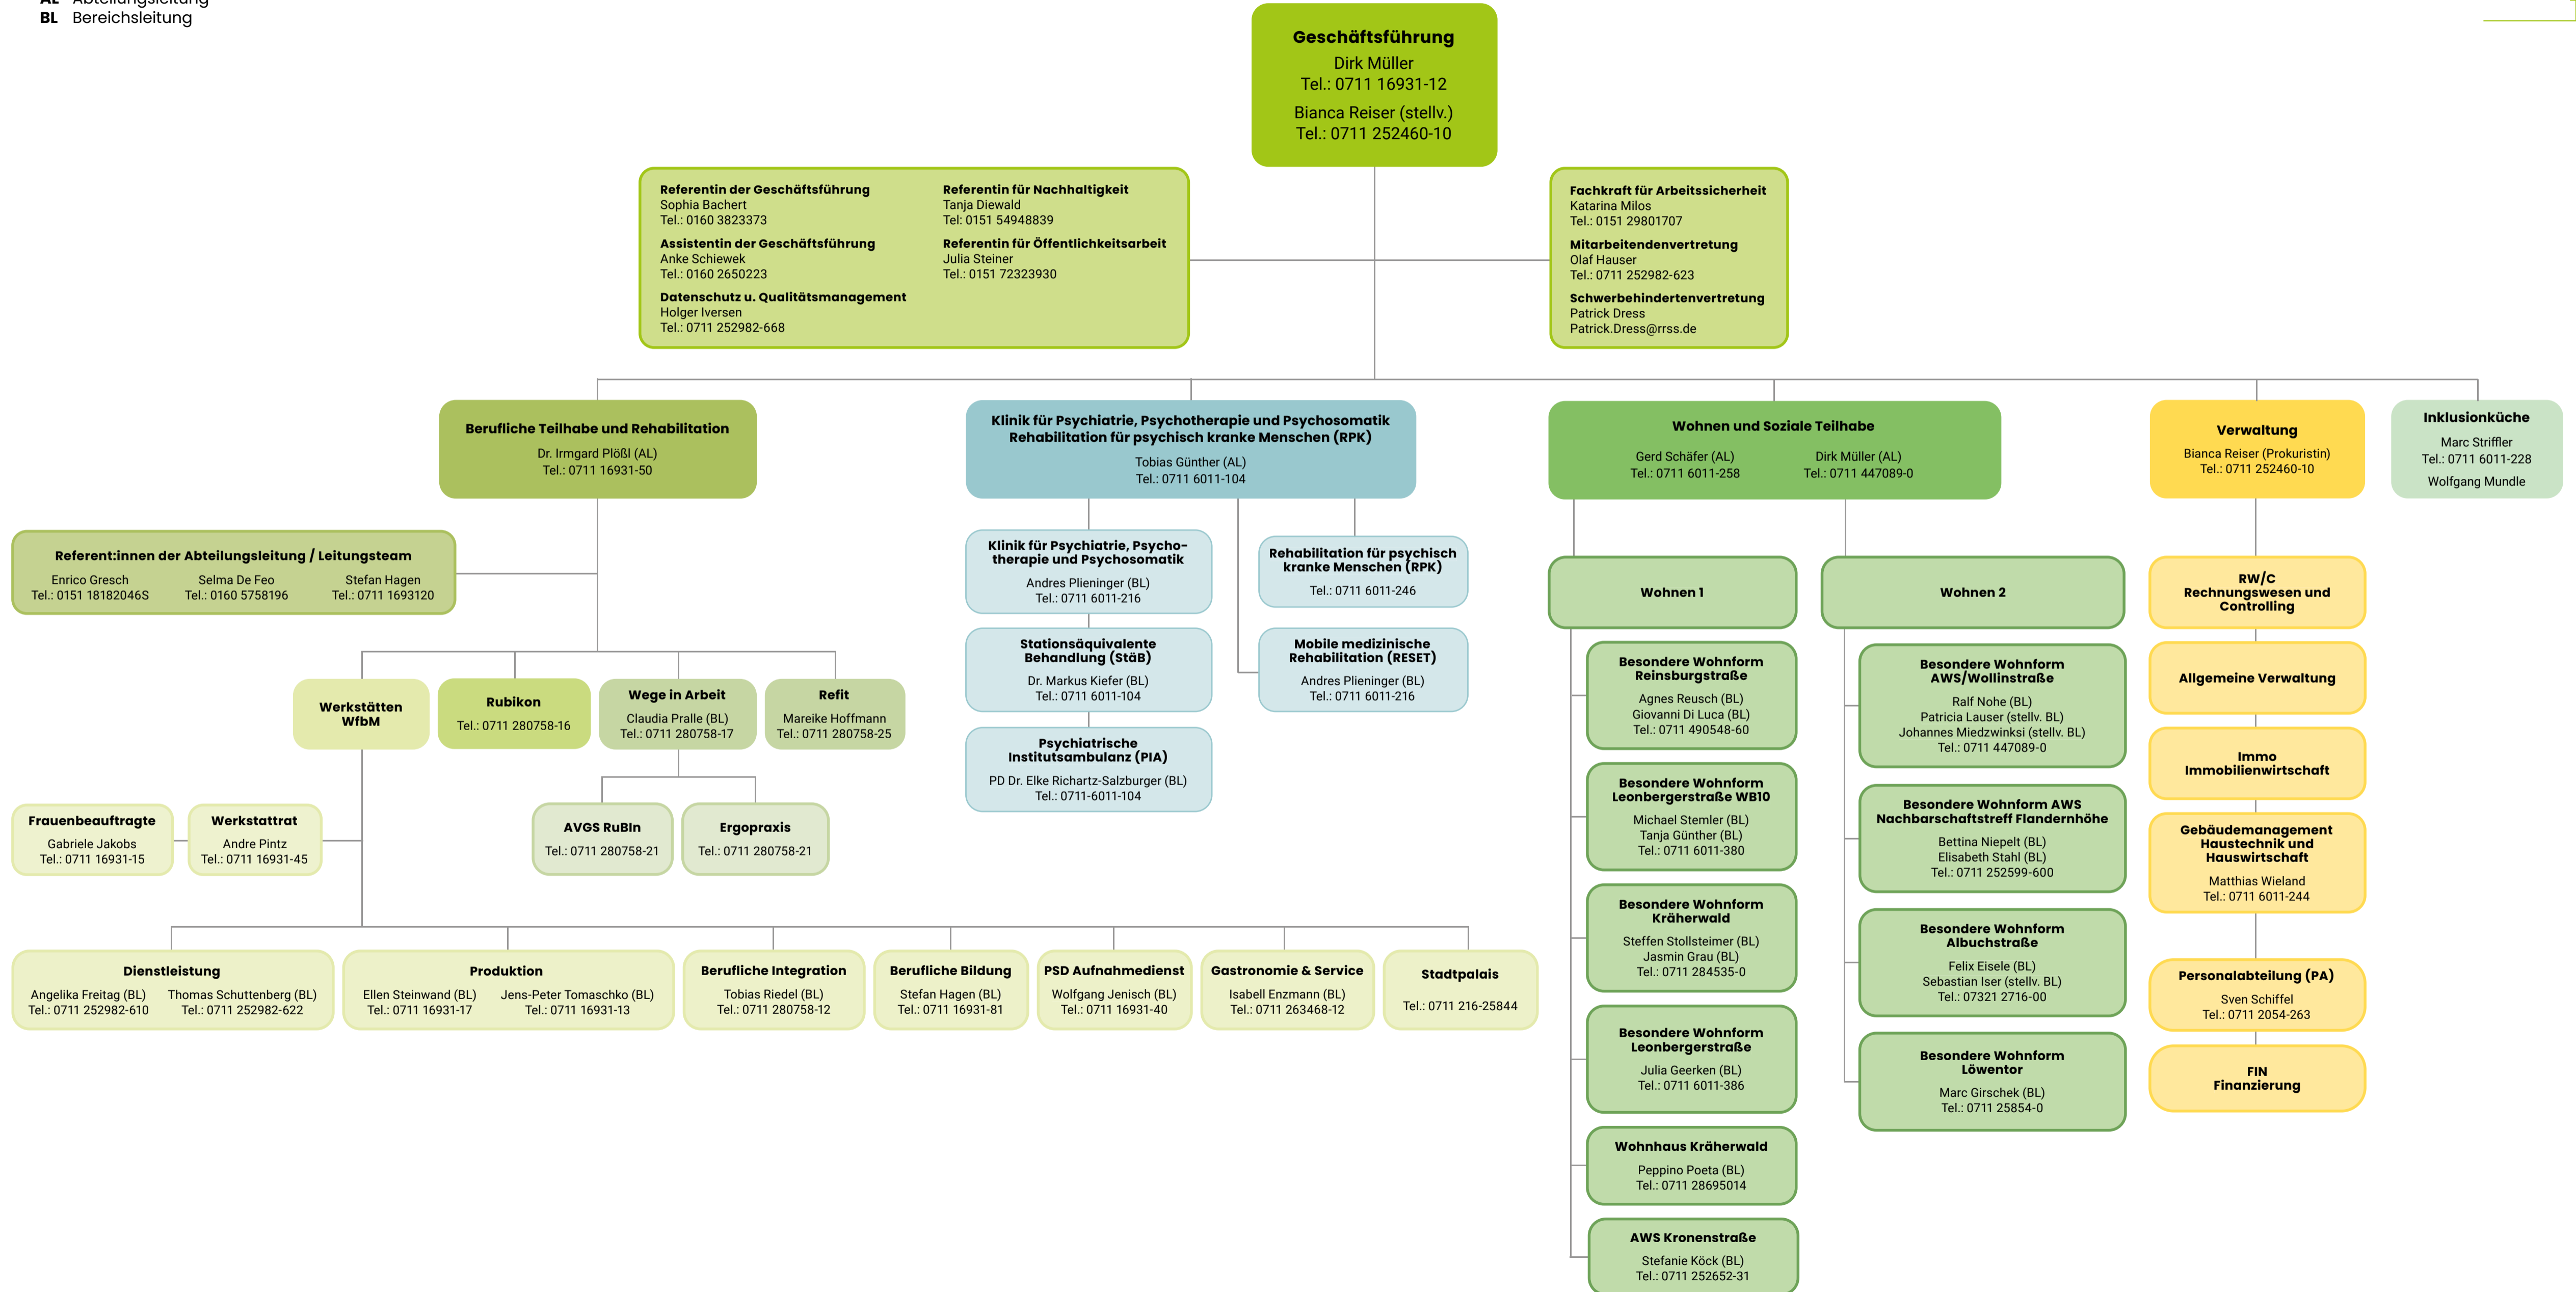 AL Abteilungsleitung
BL Bereichsleitung
Geschäftsführung
Dirk Müller
Tel.: 0711 16931-12
Bianca Reiser (stellv.)
Tel.: 0711 252460-10
Referentin der Geschäftsführung
Sophia Bachert
Tel.: 0160 3823373
Assistentin der Geschäftsführung
Anke Schiewek
Tel.: 0160 2650223
Datenschutz u. Qualitätsmanagement
Holger Iversen
Tel.: 0711 252982-668
Referentin für Nachhaltigkeit
Tanja Diewald
Tel: 0151 54948839
Referentin für Öffentlichkeitsarbeit
Julia Steiner
Tel.: 0151 72323930
Fachkraft für Arbeitssicherheit
Katarina Milos
Tel.: 0151 29801707
Mitarbeitendenvertretung
Olaf Hauser
Tel.: 0711 252982-623
Schwerbehindertenvertretung
Patrick Dress
Patrick.Dress@rrss.de
Berufliche Teilhabe und Rehabilitation
Dr. Irmgard Plößl (AL)
Tel.: 0711 16931-50
Klinik für Psychiatrie, Psychotherapie und Psychosomatik
Rehabilitation für psychisch kranke Menschen (RPK)
Tobias Günther (AL)
Tel.: 0711 6011-104
Wohnen und Soziale Teilhabe
Gerd Schäfer (AL)
Tel.: 0711 6011-258
Dirk Müller (AL)
Tel.: 0711 447089-0
Verwaltung
Bianca Reiser (Prokuristin)
Tel.: 0711 252460-10
Inklusionküche
Marc Striffler
Tel.: 0711 6011-228
Wolfgang Mundle
Referent:innen der Abteilungsleitung / Leitungsteam
Enrico Gresch
Tel.: 0151 18182046S
Selma De Feo
Tel.: 0160 5758196
Stefan Hagen
Tel.: 0711 1693120
Werkstätten
WfbM
Rubikon
Tel.: 0711 280758-16
Wege in Arbeit
Claudia Pralle (BL)
Tel.: 0711 280758-17
Refit
Mareike Hoffmann
Tel.: 0711 280758-25
Frauenbeauftragte
Gabriele Jakobs
Tel.: 0711 16931-15
Werkstattrat
Andre Pintz
Tel.: 0711 16931-45
AVGS RuBIn
Tel.: 0711 280758-21
Ergopraxis
Tel.: 0711 280758-21
Dienstleistung
Angelika Freitag (BL)
Tel.: 0711 252982-610
Thomas Schuttenberg (BL)
Tel.: 0711 252982-622
Produktion
Ellen Steinwand (BL)
Tel.: 0711 16931-17
Jens-Peter Tomaschko (BL)
Tel.: 0711 16931-13
Berufliche Integration
Tobias Riedel (BL)
Tel.: 0711 280758-12
Berufliche Bildung
Stefan Hagen (BL)
Tel.: 0711 16931-81
PSD Aufnahmedienst
Wolfgang Jenisch (BL)
Tel.: 0711 16931-40
Gastronomie & Service
Isabell Enzmann (BL)
Tel.: 0711 263468-12
Stadtpalais
Tel.: 0711 216-25844
Klinik für Psychiatrie, Psycho-
therapie und Psychosomatik
Andres Plieninger (BL)
Tel.: 0711 6011-216
Stationsäquivalente
Behandlung (StäB)
Dr. Markus Kiefer (BL)
Tel.: 0711 6011-104
Psychiatrische
Institutsambulanz (PIA)
PD Dr. Elke Richartz-Salzburger (BL)
Tel.: 0711-6011-104
Rehabilitation für psychisch
kranke Menschen (RPK)
Tel.: 0711 6011-246
Mobile medizinische
Rehabilitation (RESET)
Andres Plieninger (BL)
Tel.: 0711 6011-216
Wohnen 1
Besondere Wohnform
Reinsburgstraße
Agnes Reusch (BL)
Giovanni Di Luca (BL)
Tel.: 0711 490548-60
Besondere Wohnform
Leonbergerstraße WB10
Michael Stemler (BL)
Tanja Günther (BL)
Tel.: 0711 6011-380
Besondere Wohnform
Kräherwald
Steffen Stollsteimer (BL)
Jasmin Grau (BL)
Tel.: 0711 284535-0
Besondere Wohnform
Leonbergerstraße
Julia Geerken (BL)
Tel.: 0711 6011-386
Wohnhaus Kräherwald
Peppino Poeta (BL)
Tel.: 0711 28695014
AWS Kronenstraße
Stefanie Köck (BL)
Tel.: 0711 252652-31
Wohnen 2
Besondere Wohnform
AWS/Wollinstraße
Ralf Nohe (BL)
Patricia Lauser (stellv. BL)
Johannes Miedzwinksi (stellv. BL)
Tel.: 0711 447089-0
Besondere Wohnform AWS
Nachbarschaftstreff Flandernhöhe
Bettina Niepelt (BL)
Elisabeth Stahl (BL)
Tel.: 0711 252599-600
Besondere Wohnform
Albuchstraße
Felix Eisele (BL)
Sebastian Iser (stellv. BL)
Tel.: 07321 2716-00
Besondere Wohnform
Löwentor
Marc Girschek (BL)
Tel.: 0711 25854-0
RW/C
Rechnungswesen und
Controlling
Allgemeine Verwaltung
Immo
Immobilienwirtschaft
Gebäudemanagement
Haustechnik und
Hauswirtschaft
Matthias Wieland
Tel.: 0711 6011-244
Personalabteilung (PA)
Sven Schiffel
Tel.: 0711 2054-263
FIN
Finanzierung